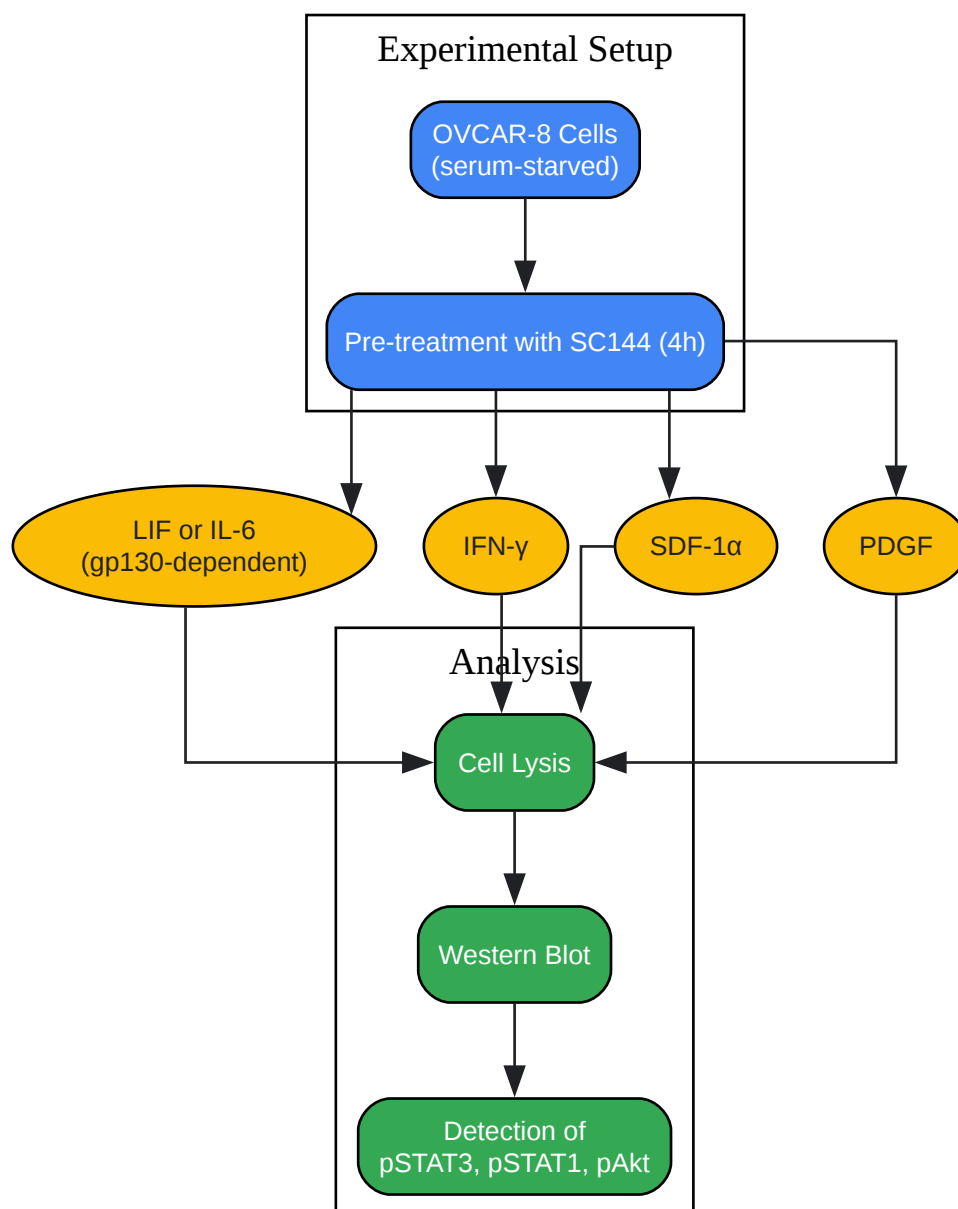 Experimental Setup
OVCAR-8 Cells
(serum-starved)
Pre-treatment with SC144 (4h)
LIF or IL-6
(gp130-dependent)
IFN-γ
SDF-1α
PDGF
Analysis
Cell Lysis
Western Blot
Detection of
pSTAT3, pSTAT1, pAkt